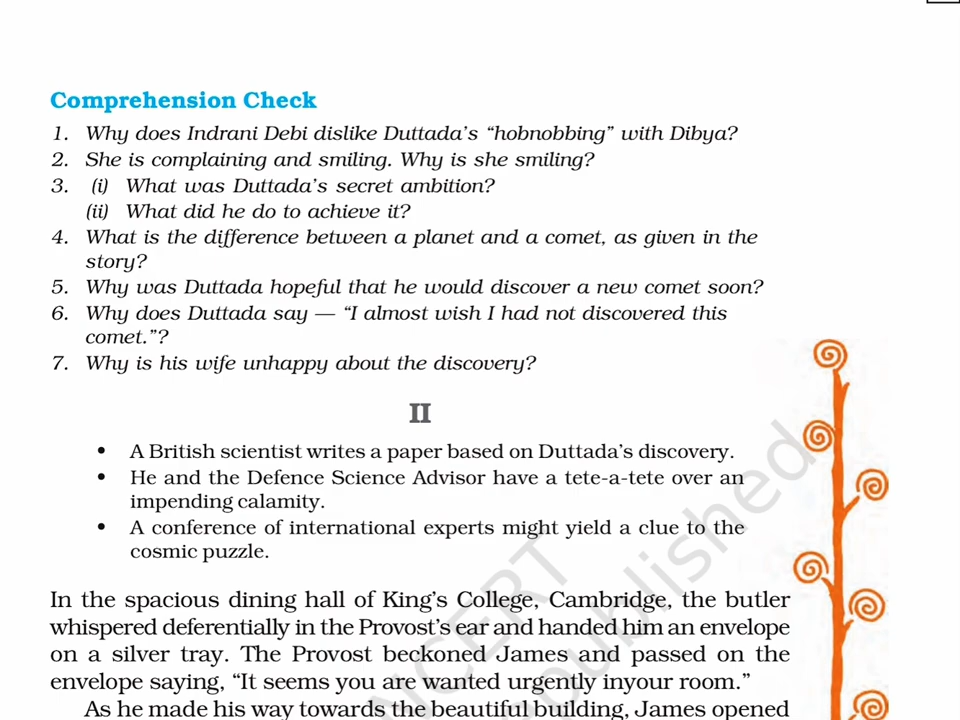 Comprehension Check
1. Why does Indrani Debi dislike Duttada's “hobnobbing” with Dibya?
2. She is complaining and smiling. Why is she smiling?
3. (i) What was Duttada's secret ambition?
(ii) What did he do to achieve it?
4. What is the difference between a planet and a comet, as given in the
story?
5. Why was Duttada hopeful that he would discover a new comet soon?
6. Why does Duttada say — “I almost wish I had not discovered this
comet.”?
7. Why is his wife unhappy about the discovery?
II
• A British scientist writes a paper based on Duttada's discovery.
• He and the Defence Science Advisor have a tete-a-tete over an
impending calamity.
• A conference of international experts might yield a clue to the
cosmic puzzle.
In the spacious dining hall of King's College, Cambridge, the butler
whispered deferentially in the Provost's ear and handed him an envelope
on a silver tray. The Provost beckoned James and passed on the
envelope saying, “It seems you are wanted urgently inyour room.”
As he made his way towards the beautiful building, James opened
NCERT
published